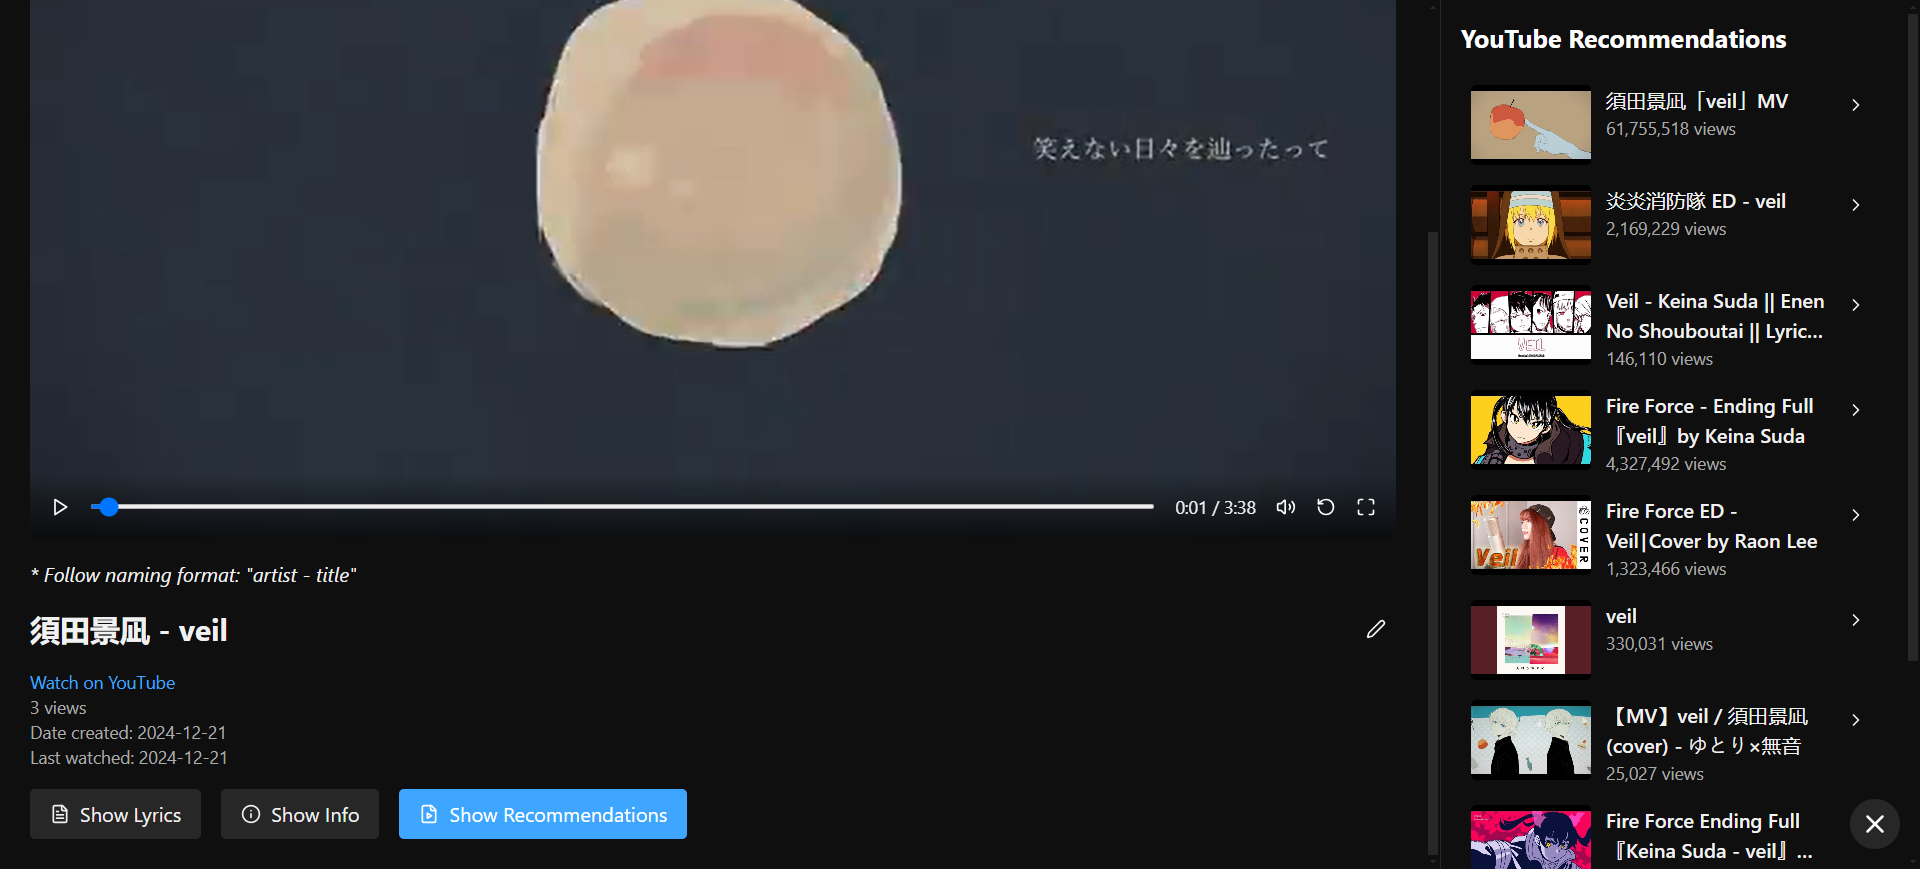 笑えない日々を辿ったって
0:01 / 3:38
* Follow naming format: "artist - title"
須田景凪 - veil
Watch on YouTube
3 views
Date created: 2024-12-21
Last watched: 2024-12-21
Show Lyrics
Show Info
Show Recommendations
YouTube Recommendations
須田景凪「veil」MV
61,755,518 views
炎炎消防隊 ED - veil
2,169,229 views
VEIL
Veil - Keina Suda || Enen
No Shouboutai || Lyric...
146,110 views
Fire Force - Ending Full
『veil』by Keina Suda
4,327,492 views
Veil
COVER
Fire Force ED -
Veil|Cover by Raon Lee
1,323,466 views
ANSWER
veil
330,031 views
【MV】veil / 須田景凪
(cover) - ゆとり×無音
25,027 views
Fire Force Ending Full
『Keina Suda - veil』...